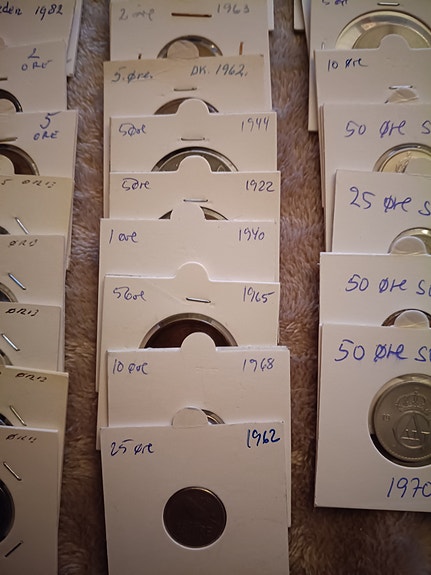 den 1982
2
ØRE
5
ØRE
ØRE
2 øre 1963
5. Øre. DK. 1962.
5 øre 1944
5 øre 1922
1 øre 1940
5 øre 1965
10 øre 1968
25 øre 1962
10 øre
50 øre S
25 øre S
50 øre S
50 øre S
1970